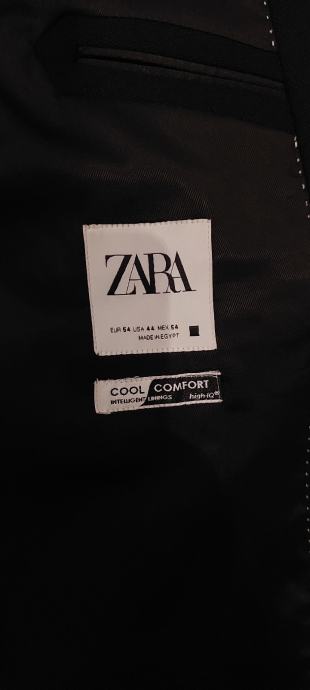 ZARA
EUR 54 USA 44 MEX 54
MADE IN EGYPT
COOL COMFORT
INTELLIGENT LININGS high-IQ®